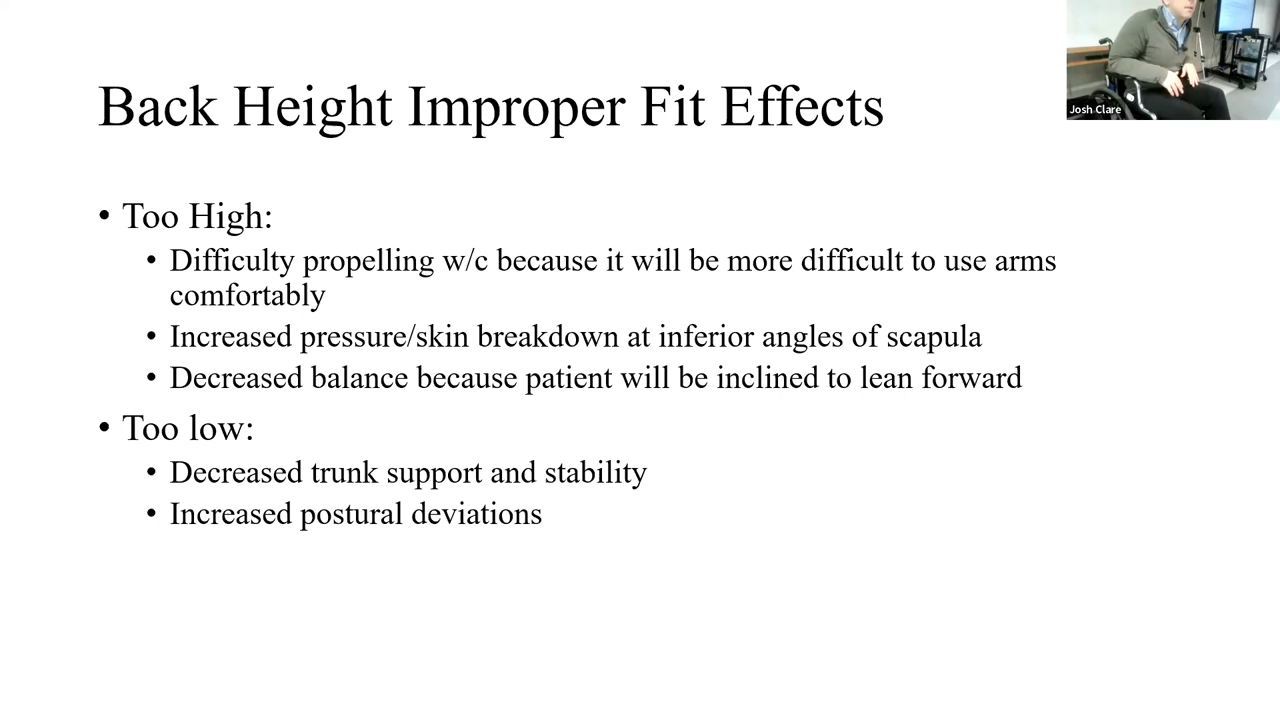 Back Height Improper Fit Effects
Josh Clare
• Too High:
• Difficulty propelling w/c because it will be more difficult to use arms
comfortably
• Increased pressure/skin breakdown at inferior angles of scapula
• Decreased balance because patient will be inclined to lean forward
• Too low:
• Decreased trunk support and stability
• Increased postural deviations